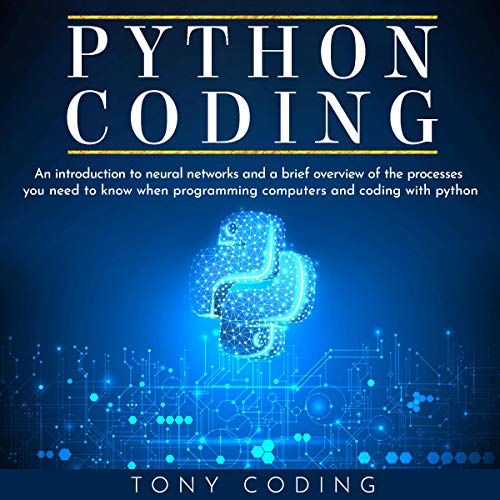 PYTHON
CODING
An introduction to neural networks and a brief overview of the processes
you need to know when programming computers and coding with python
TONY CODING